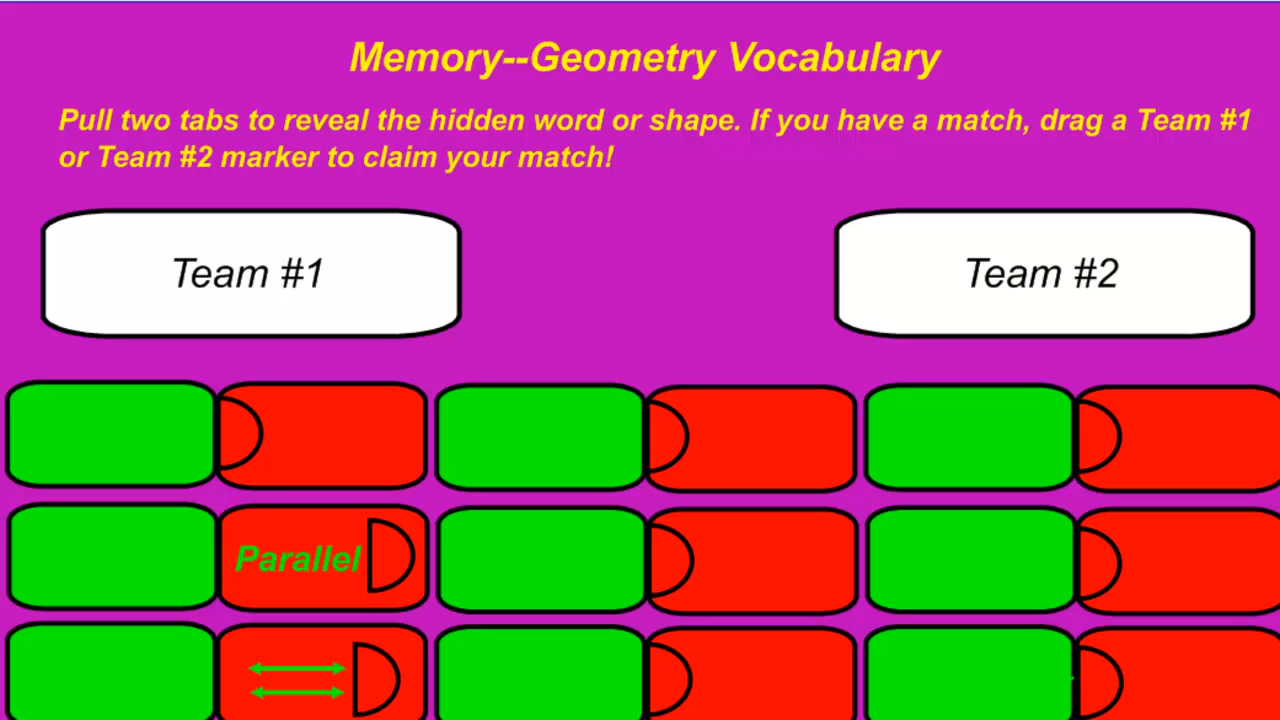 Memory--Geometry Vocabulary
Pull two tabs to reveal the hidden word or shape. If you have a match, drag a Team #1
or Team #2 marker to claim your match!
Team #1
Team #2
Parallel